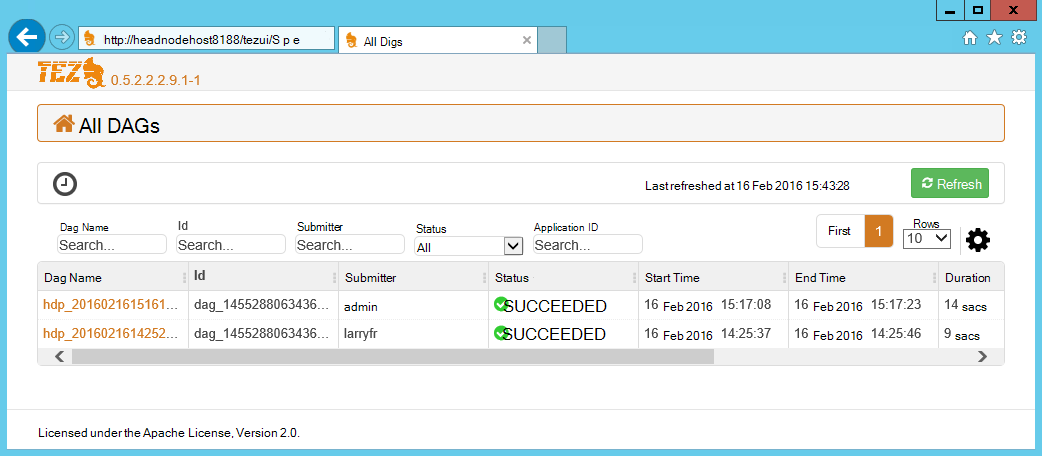 http://headnodehost8188/tezui/S p e
All Digs
TEZ 0.5.2.2.2.9.1-1
All DAGs
Last refreshed at 16 Feb 2016 15:43:28
Refresh
Dag Name Id Submitter Status Application ID
Search... Search... Search... All Search...
First 1 Rows 10
Dag Name Id Submitter Status Start Time End Time Duration
hdp_2016021615161... dag_1455288063436... admin SUCCEEDED 16 Feb 2016 15:17:08 16 Feb 2016 15:17:23 14 sacs
hdp_2016021614252... dag_1455288063436... larryfr SUCCEEDED 16 Feb 2016 14:25:37 16 Feb 2016 14:25:46 9 sacs
Licensed under the Apache License, Version 2.0.